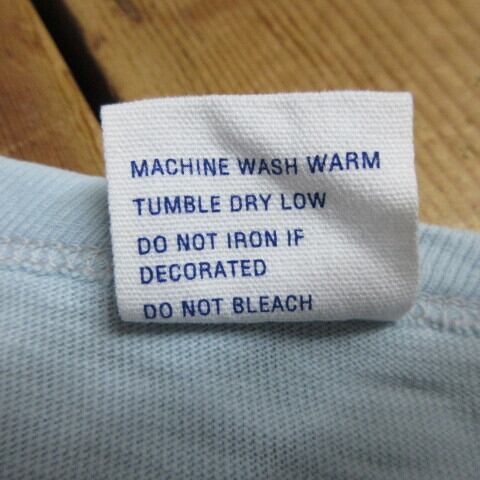 MACHINE WASH WARM
TUMBLE DRY LOW
DO NOT IRON IF
DECORATED
DO NOT BLEACH